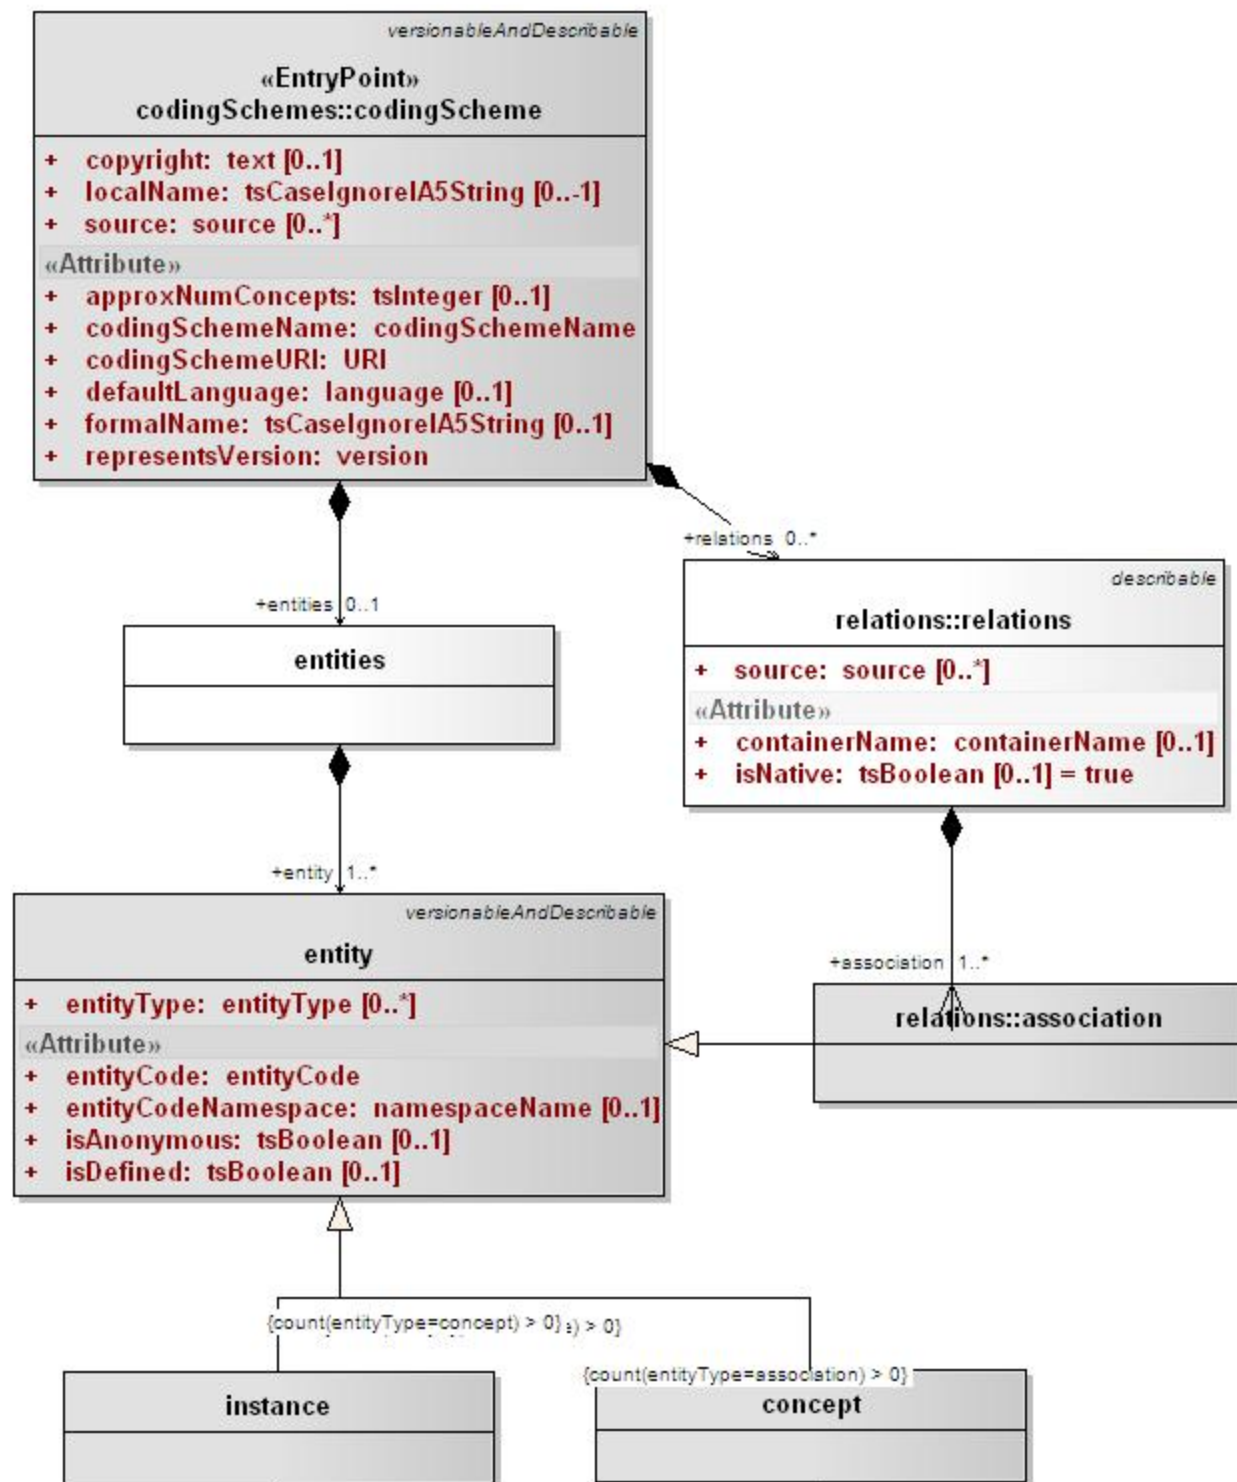 versionableAndDescribable
«EntryPoint»
codingSchemes::codingScheme
+ copyright: text [0..1]
+ localName: tsCaseIgnoreIA5String [0..-1]
+ source: source [0..*]
«Attribute»
+ approxNumConcepts: tsInteger [0..1]
+ codingSchemeName: codingSchemeName
+ codingSchemeURI: URI
+ defaultLanguage: language [0..1]
+ formalName: tsCaseIgnoreIA5String [0..1]
+ representsVersion: version
+relations 0..*
+entities 0..1
entities
describable
relations::relations
+ source: source [0..*]
«Attribute»
+ containerName: containerName [0..1]
+ isNative: tsBoolean [0..1] = true
+entity 1..*
versionableAndDescribable
entity
+ entityType: entityType [0..*]
«Attribute»
+ entityCode: entityCode
+ entityCodeNamespace: namespaceName [0..1]
+ isAnonymous: tsBoolean [0..1]
+ isDefined: tsBoolean [0..1]
+association 1..*
relations::association
{count(entityType=concept) > 0}
) > 0}
{count(entityType=association) > 0}
instance
concept